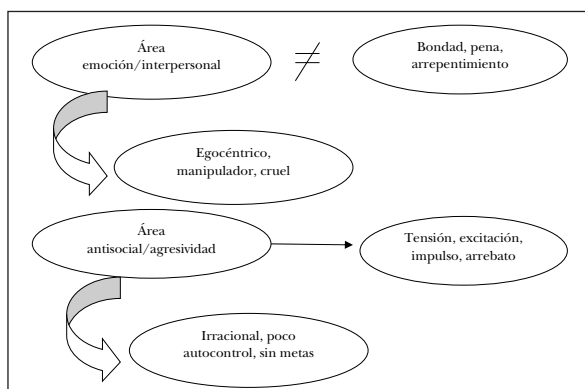 Área
emoción/interpersonal
≠
Bondad, pena,
arrepentimiento
Egocéntrico,
manipulador, cruel
Área
antisocial/agresividad
Tensión, excitación,
impulso, arrebato
Irracional, poco
autocontrol, sin metas